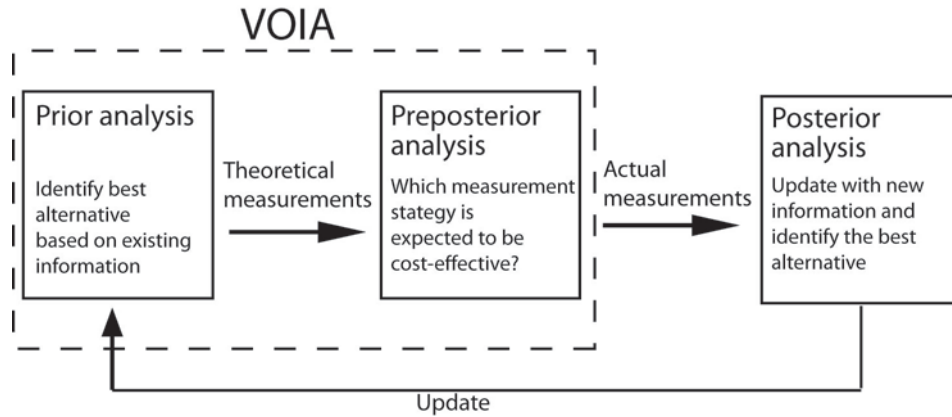 VOIA
Prior analysis
Identify best
alternative
based on existing
information
Theoretical
measurements
Preposterior
analysis
Which measurement
stategy is
expected to be
cost-effective?
Actual
measurements
Posterior
analysis
Update with new
information and
identify the best
alternative
Update